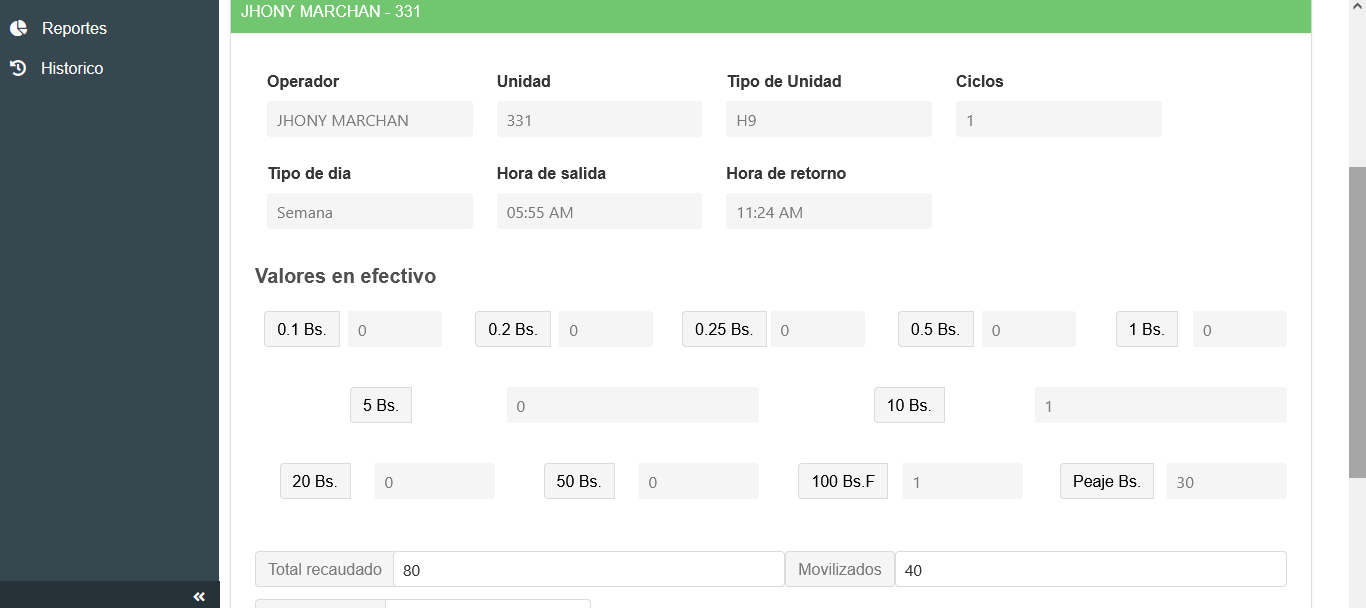 Reportes
Historico
JHONY MARCHAN - 331
Operador Unidad Tipo de Unidad Ciclos
JHONY MARCHAN 331 H9 1
Tipo de dia Hora de salida Hora de retorno
Semana 05:55 AM 11:24 AM
Valores en efectivo
0.1 Bs. 0 0.2 Bs. 0 0.25 Bs. 0 0.5 Bs. 0 1 Bs. 0
5 Bs. 0 10 Bs. 1
20 Bs. 0 50 Bs. 0 100 Bs.F 1 Peaje Bs. 30
Total recaudado 80 Movilizados 40
«